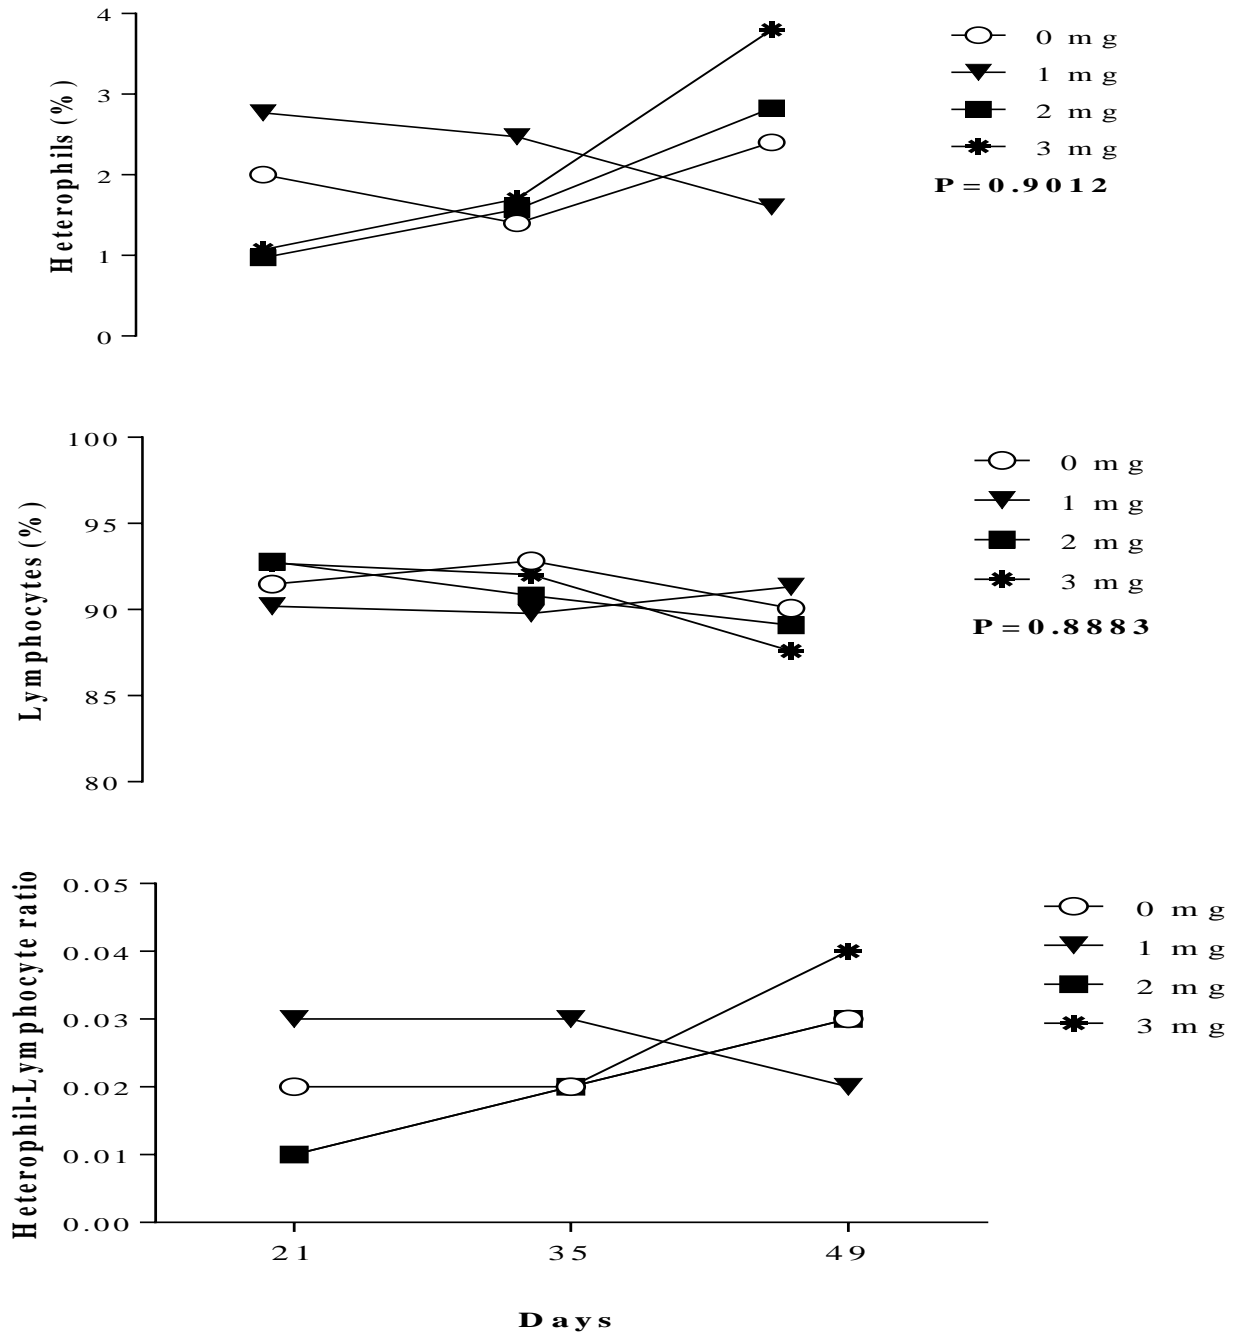 Heterophils (%)
4
3
2
1
0
0 mg
1 mg
2 mg
3 mg
P=0.9012
Lymphocytes (%)
100
95
90
85
80
0 mg
1 mg
2 mg
3 mg
P=0.8883
Heterophil-Lymphocyte ratio
0.05
0.04
0.03
0.02
0.01
0.00
0 mg
1 mg
2 mg
3 mg
21 35 49
Days